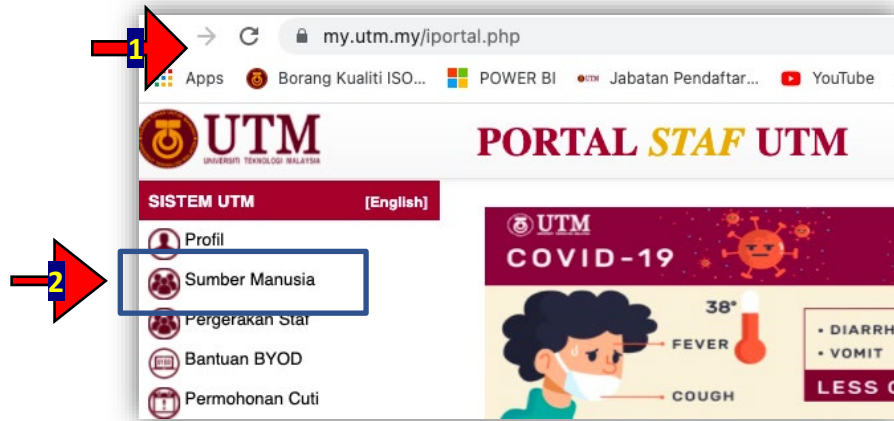 1
my.utm.my/iportal.php
Apps Borang Kualiti ISO... POWER BI Jabatan Pendaftar... YouTube
UTM
UNIVERSITI TEKNOLOGI MALAYSIA
PORTAL STAF UTM
SISTEM UTM [English]
Profil
2
Sumber Manusia
Pergerakan Staf
Bantuan BYOD
Permohonan Cuti
UTM
COVID-19
38°
FEVER
COUGH
• DIARRH
• VOMIT
LESS